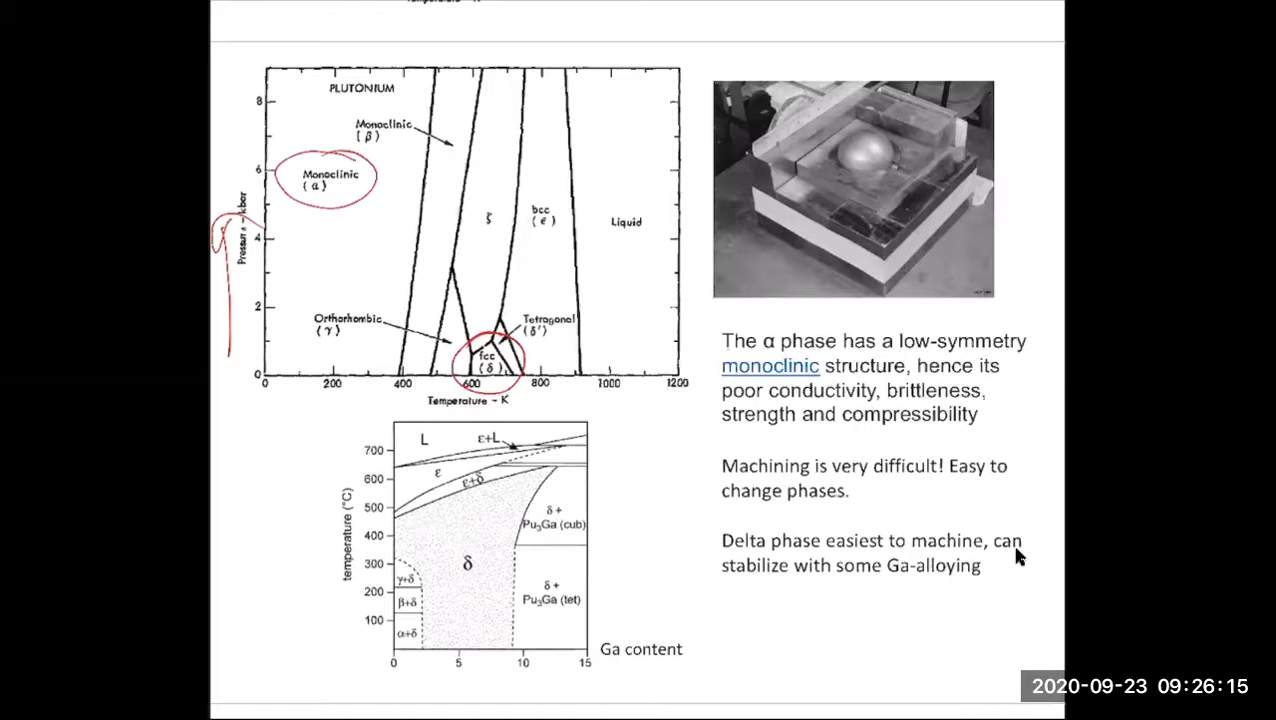 PLUTONIUM
8
6
4
2
0
Pressure - kbar
Monoclinic
(β)
Monoclinic
(α)
ζ
bcc
(ϵ)
Liquid
Orthorhombic
(γ)
Tetragonal
(δ')
fcc
(δ)
0 200 400 600 800 1000 1200
Temperature - K
The α phase has a low-symmetry
monoclinic structure, hence its
poor conductivity, brittleness,
strength and compressibility
Machining is very difficult! Easy to
change phases.
Delta phase easiest to machine, can
stabilize with some Ga-alloying
temperature (°C)
700
600
500
400
300
200
100
L
ε+L
ε
ε+δ
δ
δ +
Pu₃Ga (cub)
δ +
Pu₃Ga (tet)
γ+δ
β+δ
α+δ
0 5 10 15
Ga content
2020-09-23 09:26:15